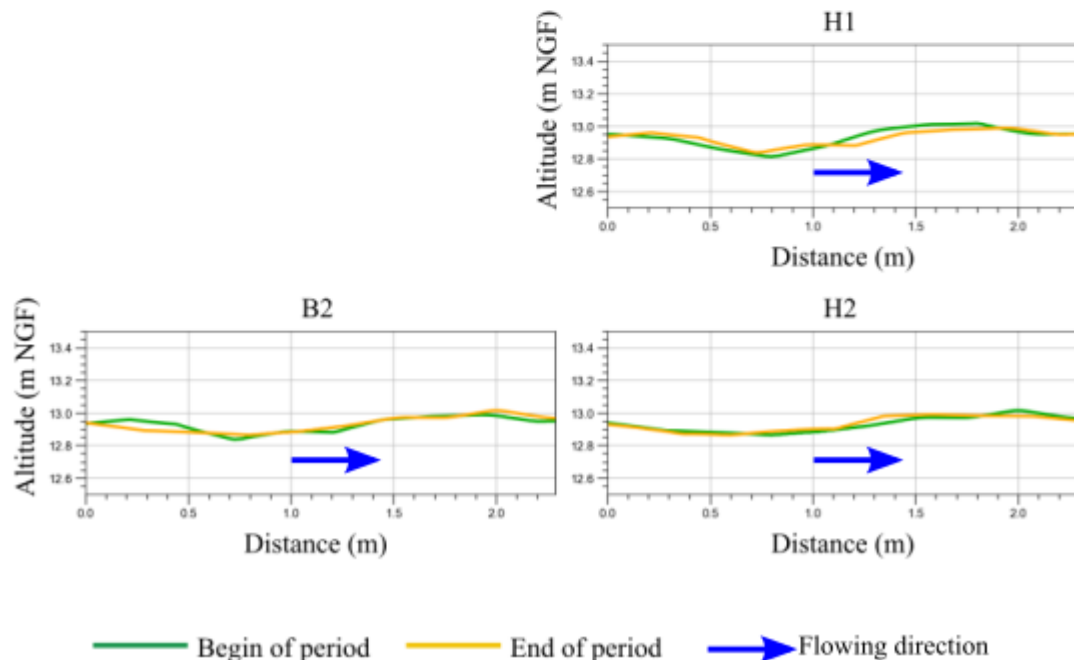 H1
Altitude (m NGF)
13.4
13.2
13.0
12.8
12.6
0.0 0.5 1.0 1.5 2.0
Distance (m)
B2
Altitude (m NGF)
13.4
13.2
13.0
12.8
12.6
0.0 0.5 1.0 1.5 2.0
Distance (m)
H2
13.4
13.2
13.0
12.8
12.6
0.0 0.5 1.0 1.5 2.0
Distance (m)
Begin of period End of period Flowing direction